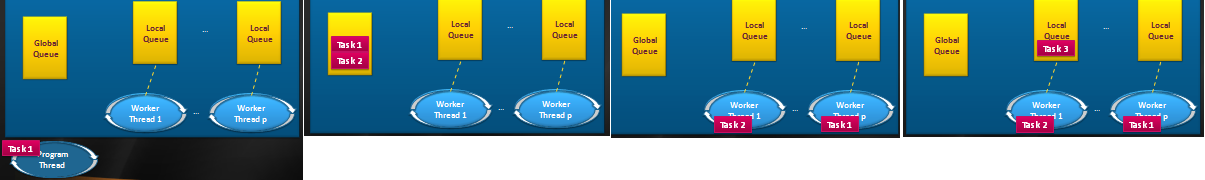 Global
Queue
Local
Queue
...
Local
Queue
Worker
Thread 1
...
Worker
Thread p
Task 1
Program
Thread
Task 1
Task 2
Local
Queue
...
Local
Queue
Worker
Thread 1
...
Worker
Thread p
Global
Queue
Local
Queue
...
Local
Queue
Worker
Thread 1
...
Worker
Thread p
Task 2
Task 1
Global
Queue
Local
Queue
Task 3
...
Local
Queue
Worker
Thread 1
...
Worker
Thread p
Task 2
Task 1